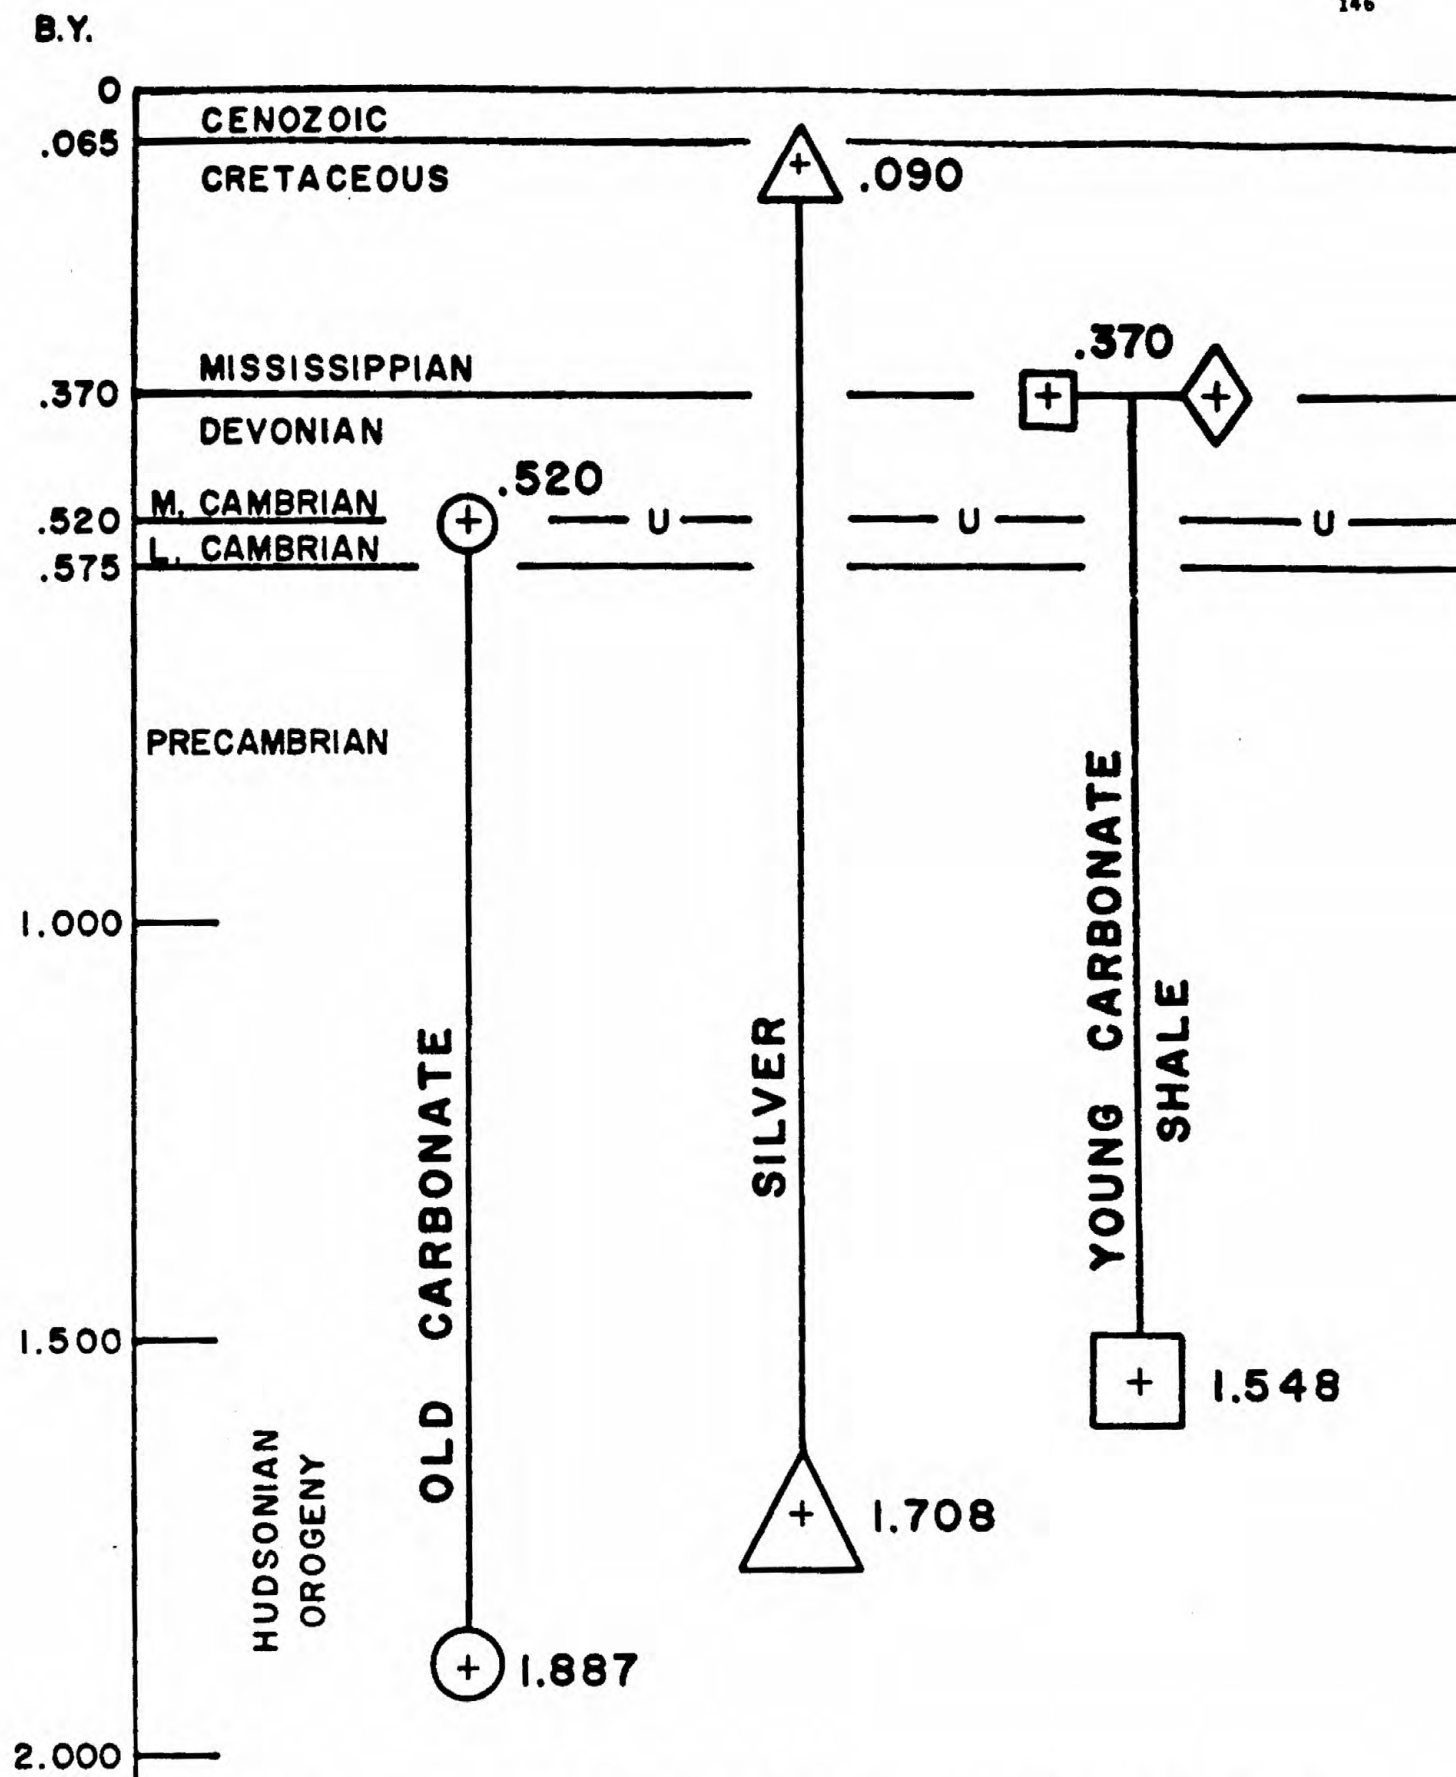 146
B.Y.
0
CENOZOIC
.065
CRETACEOUS
.090
MISSISSIPPIAN
.370
.370
DEVONIAN
.520
M. CAMBRIAN
.520
U
U
U
L. CAMBRIAN
.575
PRECAMBRIAN
1.000
OLD CARBONATE
SILVER
YOUNG CARBONATE
SHALE
1.500
1.548
HUDSONIAN
OROGENY
1.708
1.887
2.000